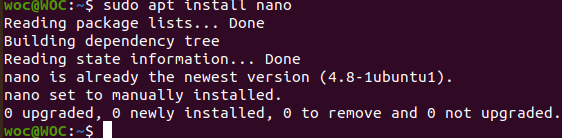 woc@WOC:~$ sudo apt install nano
Reading package lists... Done
Building dependency tree
Reading state information... Done
nano is already the newest version (4.8-1ubuntu1).
nano set to manually installed.
0 upgraded, 0 newly installed, 0 to remove and 0 not upgraded.
woc@WOC:~$